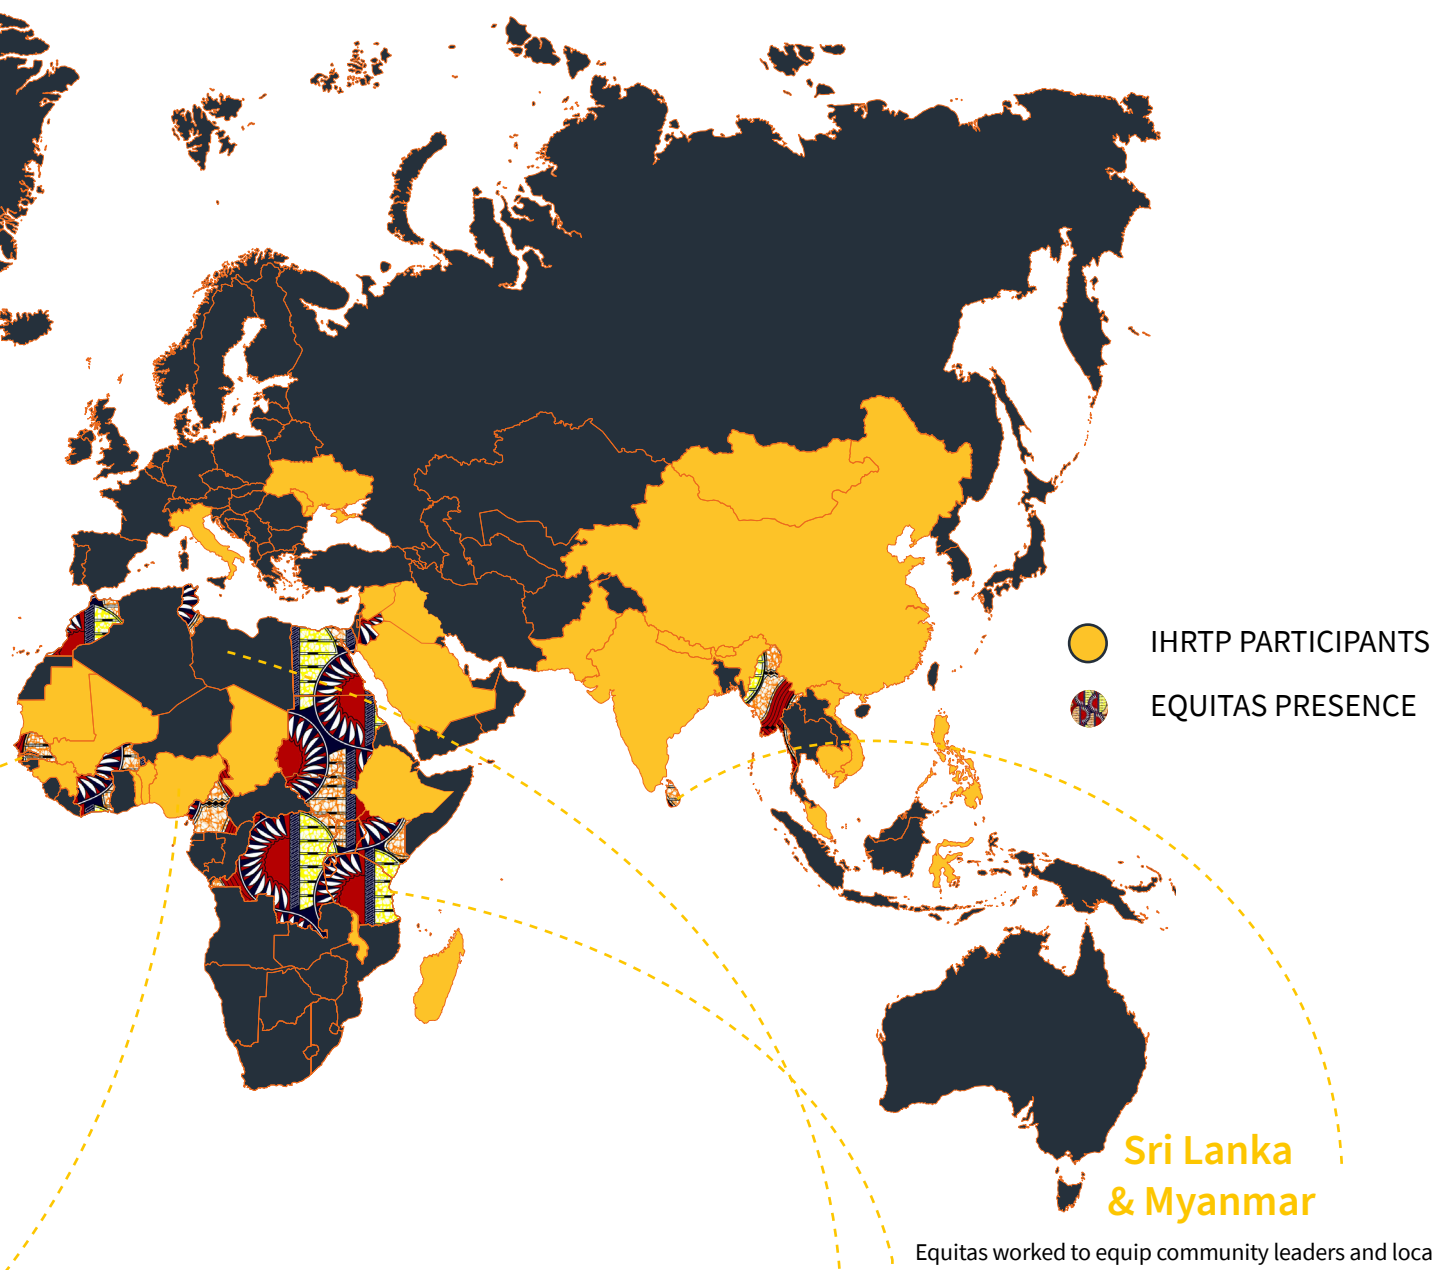 IHRTP PARTICIPANTS
EQUITAS PRESENCE
Sri Lanka
& Myanmar
Equitas worked to equip community leaders and loca